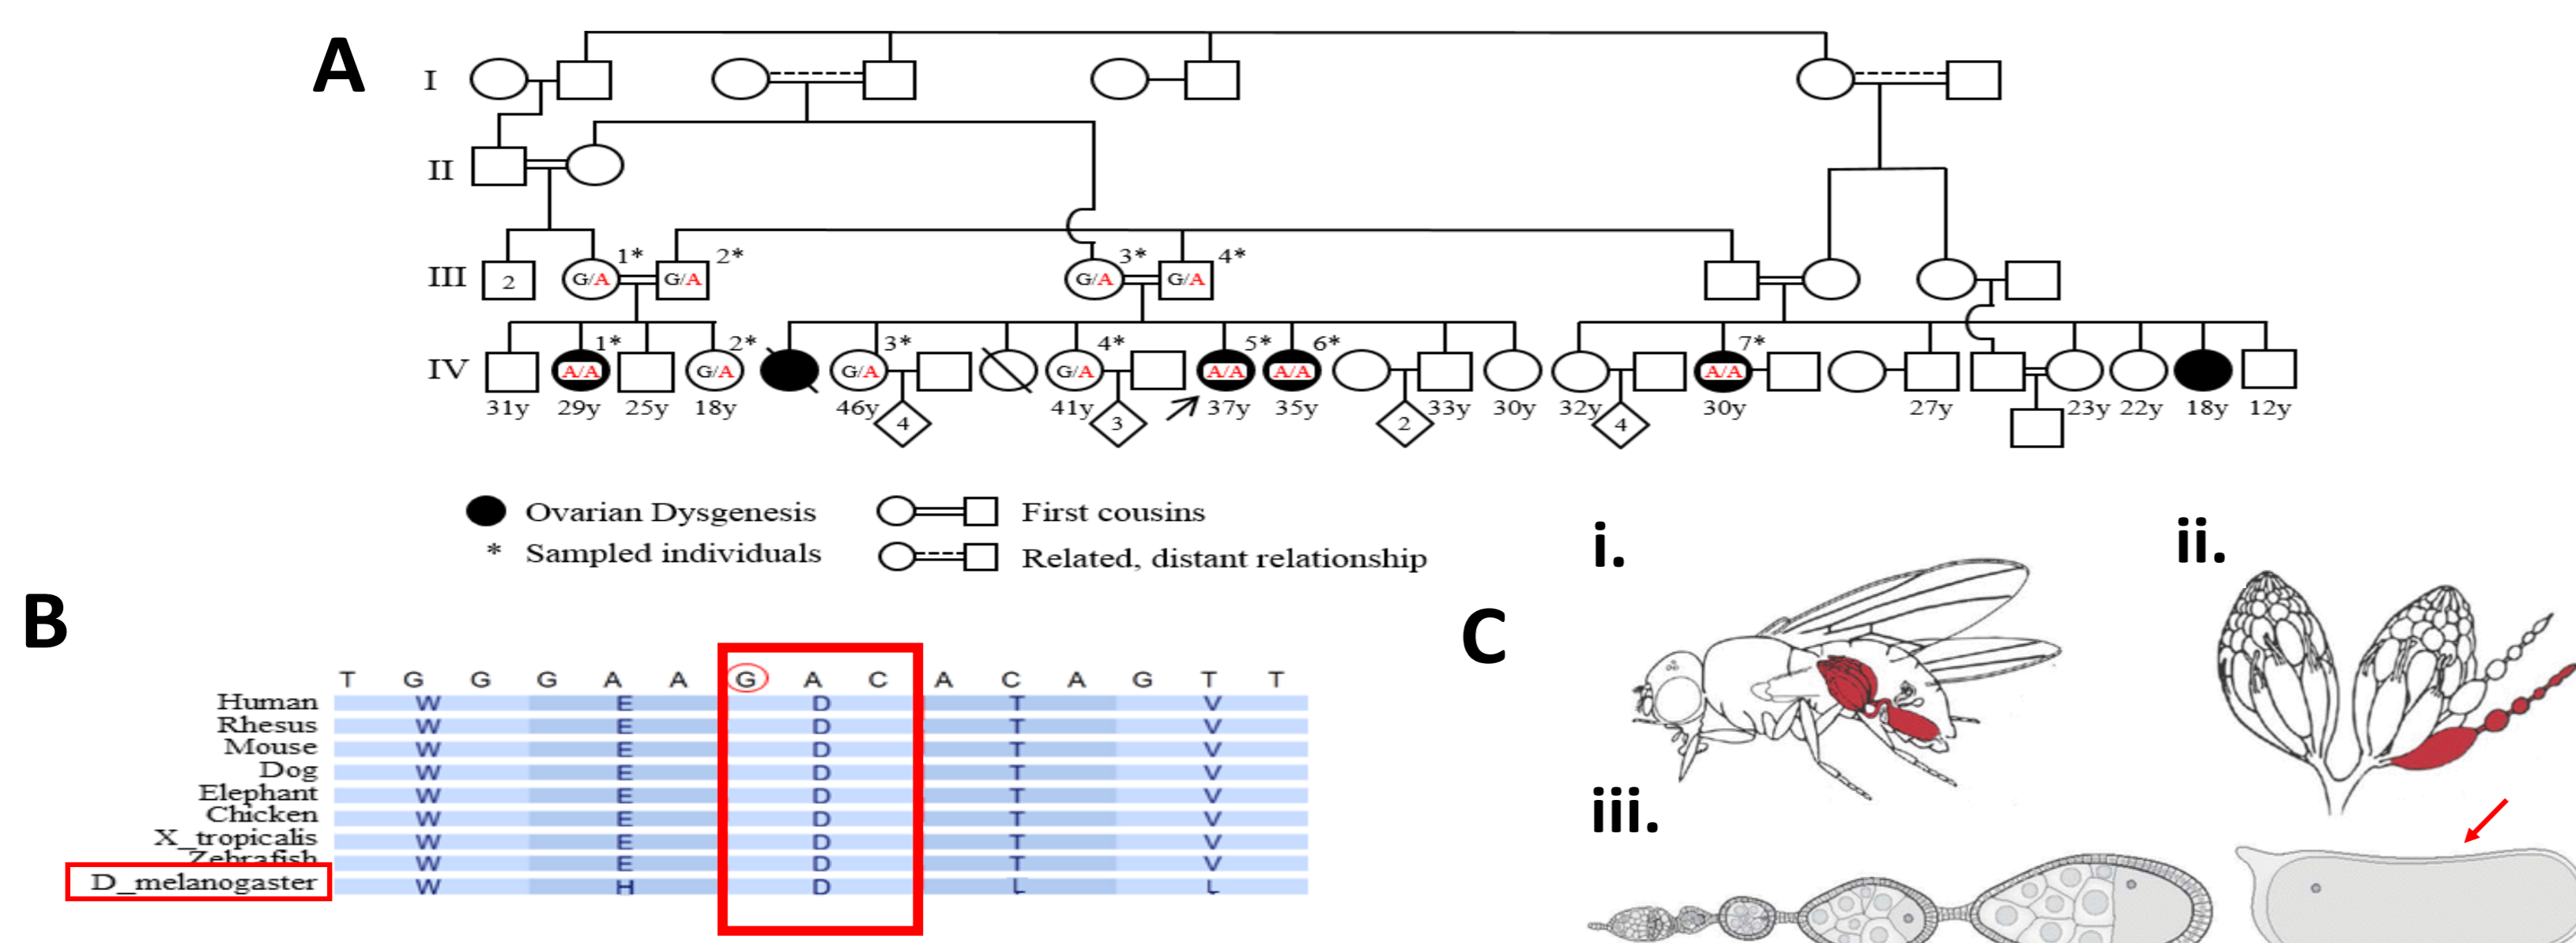 A
I
II
1* 2* 3* 4*
III 2 G/A G/A G/A G/A
1* 2* 3* 4* 5* 6* 7*
IV A/A G/A G/A G/A A/A A/A A/A
31y 29y 25y 18y 46y 41y 37y 35y 33y 30y 32y 30y 27y 23y 22y 18y 12y
4 3 2 4
Ovarian Dysgenesis First cousins
* Sampled individuals Related, distant relationship
B
T G G G A A G A C A C A G T T
Human W E D T V
Rhesus W E D T V
Mouse W E D T V
Dog W E D T V
Elephant W E D T V
Chicken W E D T V
X_tropicalis W E D T V
Zebrafish W E D T V
D_melanogaster W H D L L
C
i.
ii.
iii.